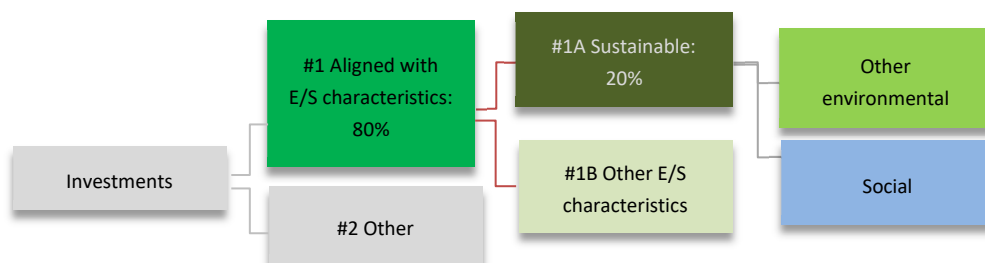 #1 Aligned with
E/S characteristics:
80%
#1A Sustainable:
20%
Other
environmental
Investments
#1B Other E/S
characteristics
Social
#2 Other